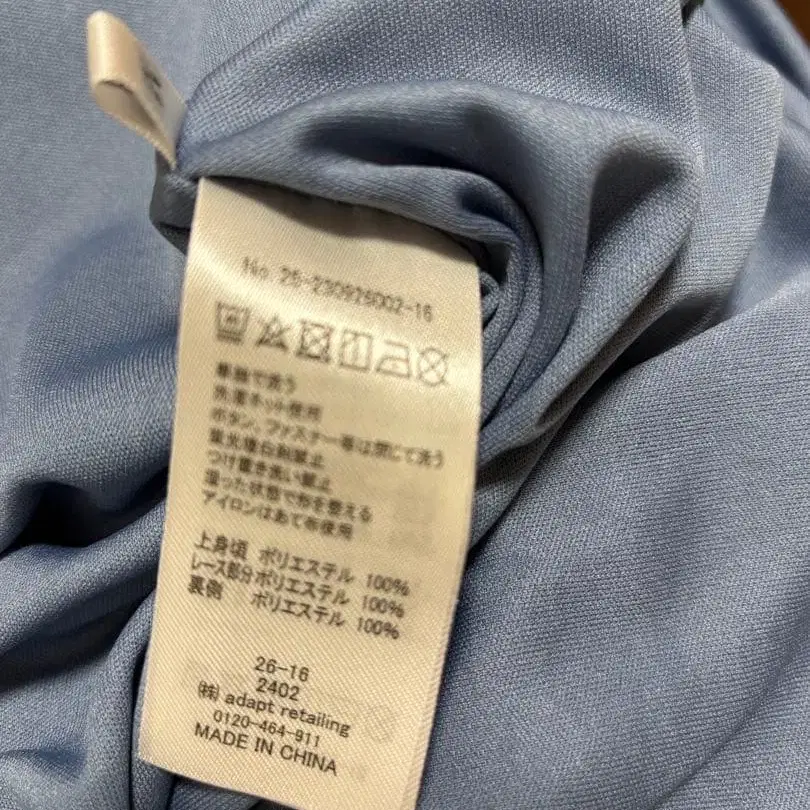 No. 25-230926002-16
単独で洗う
洗濯ネット使用
ボタン、ファスナー等は閉じて洗う
蛍光増白剤禁止
つけ置き洗い禁止
湿った状態で形を整える
アイロンはあて布使用
上身頃 ポリエステル 100%
レース部分 ポリエステル 100%
裏側 ポリエステル 100%
26-16
2402
㈱ adapt retailing
0120-464-911
MADE IN CHINA